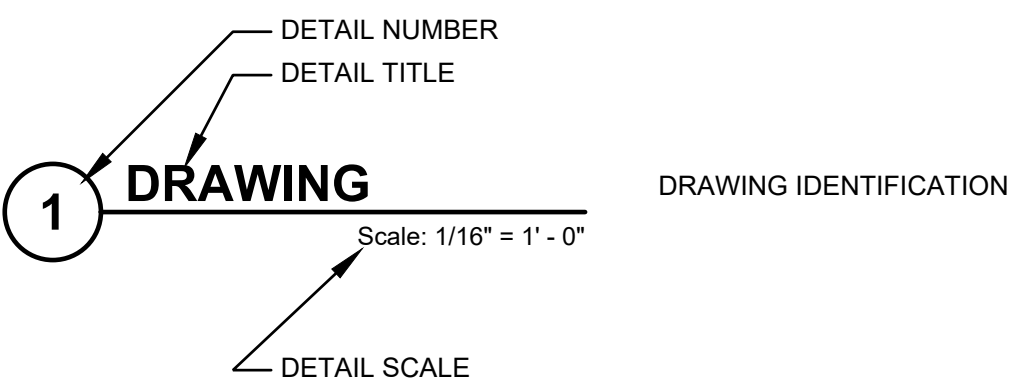 DETAIL NUMBER
DETAIL TITLE
1
DRAWING
DRAWING IDENTIFICATION
Scale: 1/16" = 1' - 0"
DETAIL SCALE